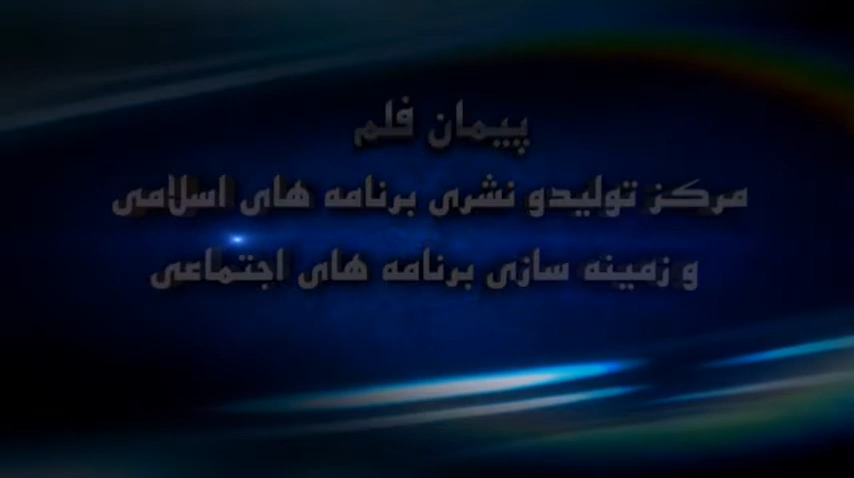 پیمان فلم
مرکز تولیدو نشری برنامه های اسلامی
و زمینه سازی برنامه های اجتماعی